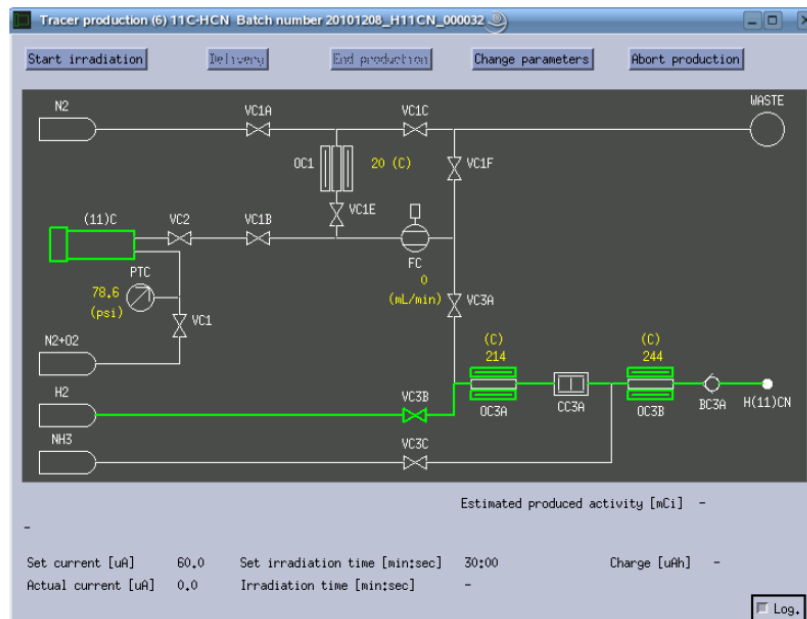 Tracer production (6) 11C-HCN Batch number 20101208_H11CN_000032
Start irradiation Delivery End production Change parameters Abort production
N2 VC1A VC1C WASTE
OC1 20 (C) VC1F
VC1E
(11)C VC2 VC1B
FC
PTC 0
78.6 (mL/min) VC3A
(psi) VC1
N2+O2 (C) (C)
214 244
H2 VC3B
OC3A CC3A OC3B BC3A H(11)CN
NH3 VC3C
Estimated produced activity [mCi] -
-
Set current [uA] 60.0 Set irradiation time [min:sec] 30:00 Charge [uAh] -
Actual current [uA] 0.0 Irradiation time [min:sec] -
Log.